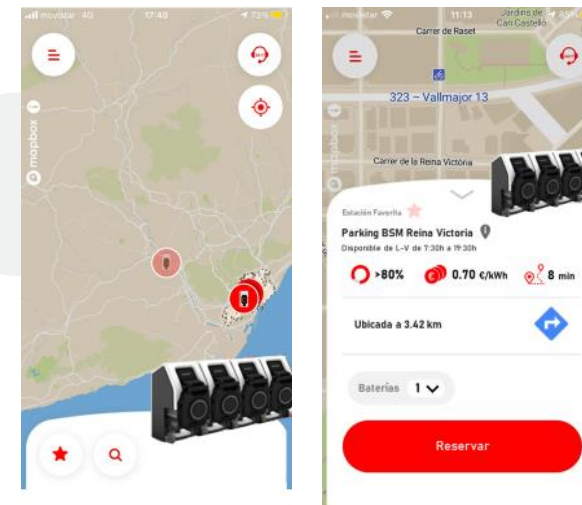 movistar 4G 17:40 73%
mapbox
movistar 11:13 85%
Jardins de
Can Castelló
Carrer de Raset
323 – Vallmajor 13
mapbox
Carrer de la Reina Victòria
Estación Favorita
Parking BSM Reina Victoria
Disponible de L-V de 7:30h a 19:30h
>80% 0.70 €/kWh 8 min
Ubicada a 3.42 km
Baterías 1
Reservar